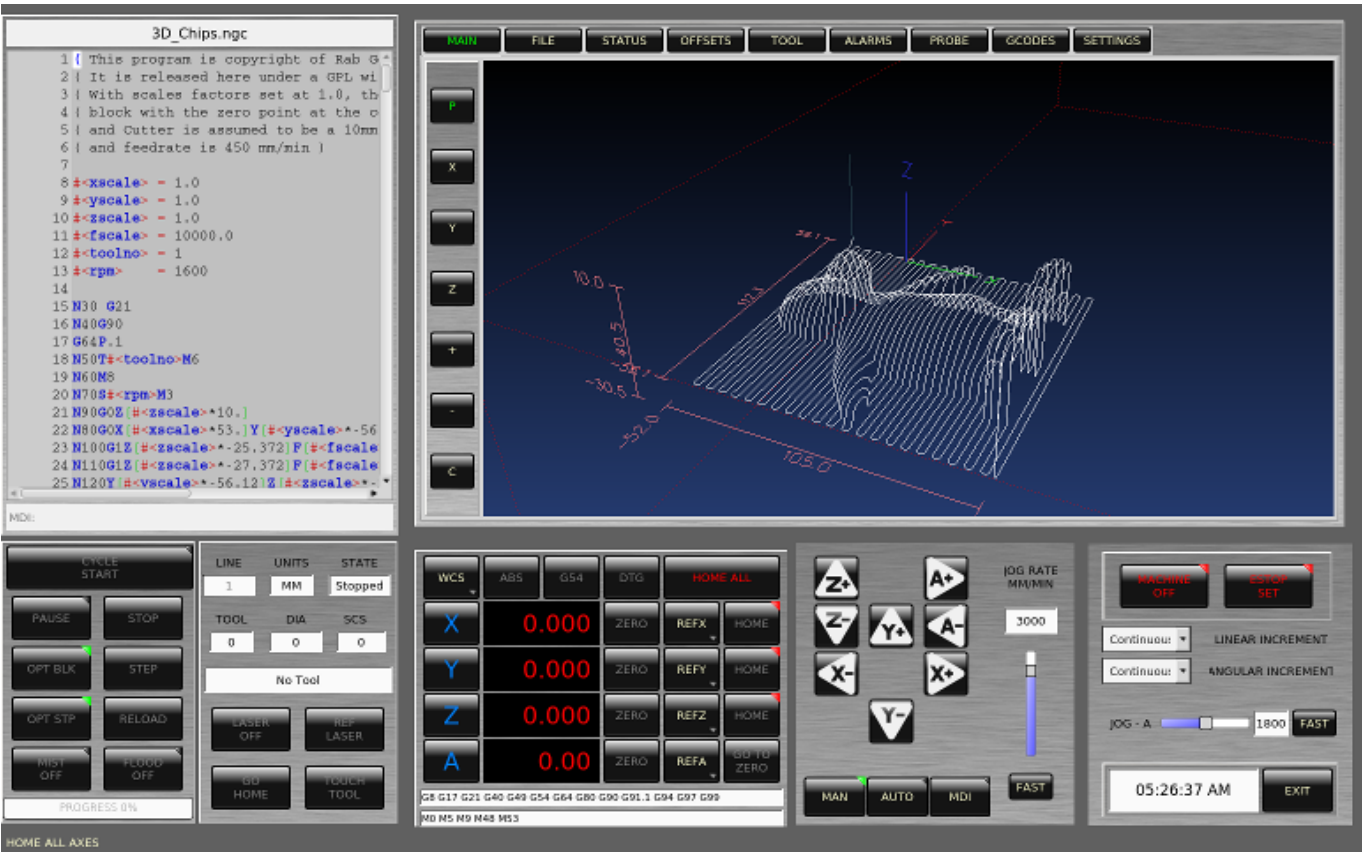 3D_Chips.ngc
1 ( This program is copyright of Rab G
2 ( It is released here under a GPL wi
3 ( With scales factors set at 1.0, th
4 ( block with the zero point at the c
5 ( and Cutter is assumed to be a 10mm
6 ( and feedrate is 450 mm/min )
7
8 #<xscale> = 1.0
9 #<yscale> = 1.0
10 #<zscale> = 1.0
11 #<fscale> = 10000.0
12 #<toolno> = 1
13 #<rpm> = 1600
14
15 N30 G21
16 N40G90
17 G64P.1
18 N50T#<toolno>M6
19 N60M8
20 N70S#<rpm>M3
21 N90G0Z[#<zscale>*10.]
22 N80G0X[#<xscale>*53.]Y[#<yscale>*-56
23 N100G1Z[#<zscale>*-25.372]F[#<fscale
24 N110G1Z[#<zscale>*-27.372]F[#<fscale
25 N120Y[#<yscale>*-56.12]Z[#<zscale>*-
MDI:
MAIN FILE STATUS OFFSETS TOOL ALARMS PROBE GCODES SETTINGS
P
X
Y
Z
+
-
C
Z
10.0
40.5
-30.5
-52.0
105.0
CYCLE
START
PAUSE STOP
OPT BLK STEP
OPT STP RELOAD
MIST
OFF
FLOOD
OFF
PROGRESS 0%
LINE UNITS STATE
1 MM Stopped
TOOL DIA SCS
0 0 0
No Tool
LASER
OFF
REF
LASER
GO
HOME
TOUCH
TOOL
WCS ABS G54 DTG HOME ALL
X 0.000 ZERO REFX HOME
Y 0.000 ZERO REFY HOME
Z 0.000 ZERO REFZ HOME
A 0.00 ZERO REFA GO TO
ZERO
G8 G17 G21 G40 G49 G54 G64 G80 G90 G91.1 G94 G97 G99
M0 M5 M9 M48 M53
Z+ A+
Z- Y+ A-
X- X+
Y-
JOG RATE
MM/MIN
3000
FAST
MAN AUTO MDI
MACHINE
OFF
ESTOP
SET
Continuou: LINEAR INCREMENT
Continuou: ANGULAR INCREMENT
JOG - A 1800 FAST
05:26:37 AM EXIT
HOME ALL AXES